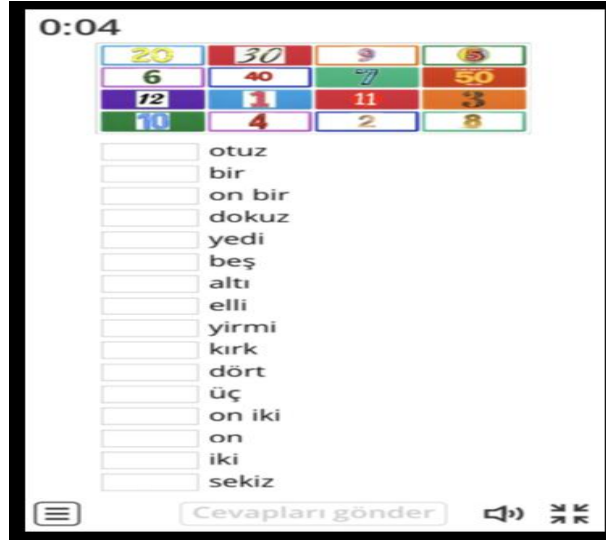 0:04
20 30 9 5
6 40 7 50
12 1 11 3
10 4 2 8
otuz
bir
on bir
dokuz
yedi
beş
altı
elli
yirmi
kırk
dört
üç
on iki
on
iki
sekiz
Cevapları gönder